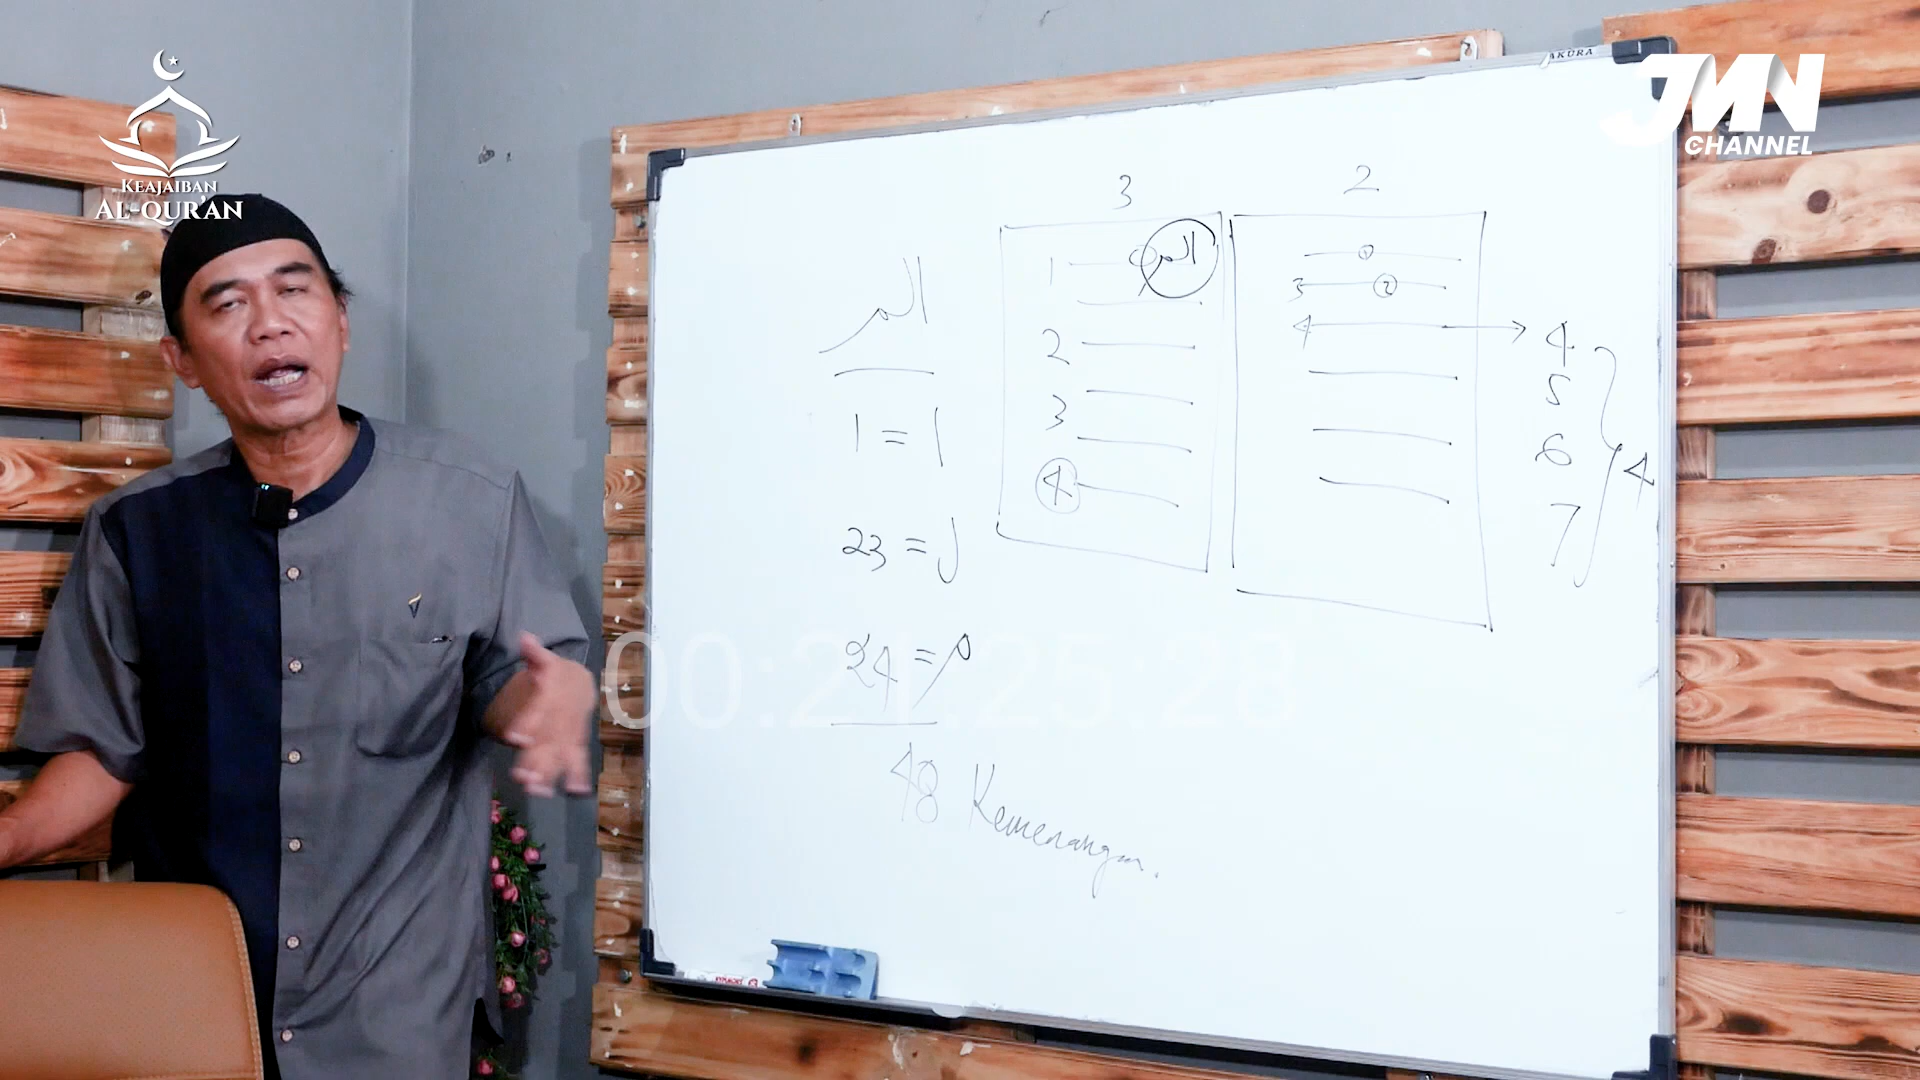 KEAJAIBAN
AL-QUR'AN
JMN
CHANNEL
SAKURA
الم
1 = ا
23 = ل
24 = م
48 Kemenangan.
3
1
الم
2
3
4
2
1
3 2
4
4
5
6
7
4
00:21:25:28